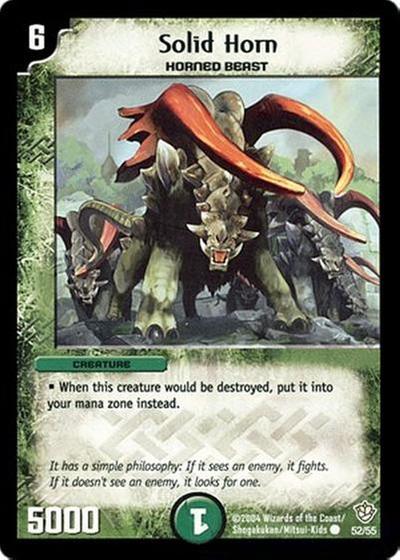 6
Solid Horn
HORNED BEAST
CREATURE
▪ When this creature would be destroyed, put it into
your mana zone instead.
It has a simple philosophy: If it sees an enemy, it fights.
If it doesn't see an enemy, it looks for one.
5000
1
©2004 Wizards of the Coast/
Shogakukan/Mitsui-Kids
52/55